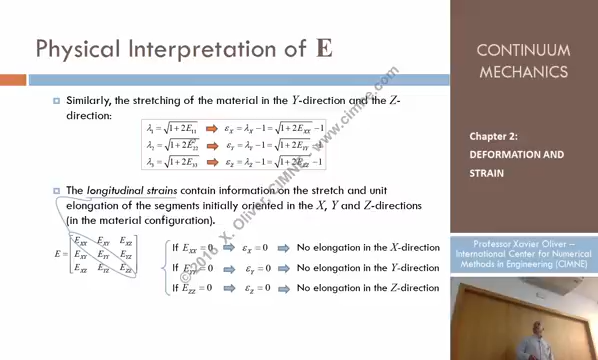 Physical Interpretation of E
Similarly, the stretching of the material in the Y-direction and the Z-
direction:
λ₁ = √(1+2E₁₁) ⇒ ε_X = λ_X − 1 = √(1+2E_XX) − 1
λ₂ = √(1+2E₂₂) ⇒ ε_Y = λ_Y − 1 = √(1+2E_YY) − 1
λ₃ = √(1+2E₃₃) ⇒ ε_Z = λ_Z − 1 = √(1+2E_ZZ) − 1
The longitudinal strains contain information on the stretch and unit
elongation of the segments initially oriented in the X, Y and Z-directions
(in the material configuration).
E_XX E_XY E_XZ
E = E_XY E_YY E_YZ
E_XZ E_YZ E_ZZ
If E_XX = 0 ⇒ ε_X = 0 ⇒ No elongation in the X-direction
If E_YY = 0 ⇒ ε_Y = 0 ⇒ No elongation in the Y-direction
If E_ZZ = 0 ⇒ ε_Z = 0 ⇒ No elongation in the Z-direction
© 2016, X. Oliver, CIMNE, www.cimne.com
CONTINUUM
MECHANICS
Chapter 2:
DEFORMATION AND
STRAIN
Professor Xavier Oliver –
International Center for Numerical
Methods in Engineering (CIMNE)